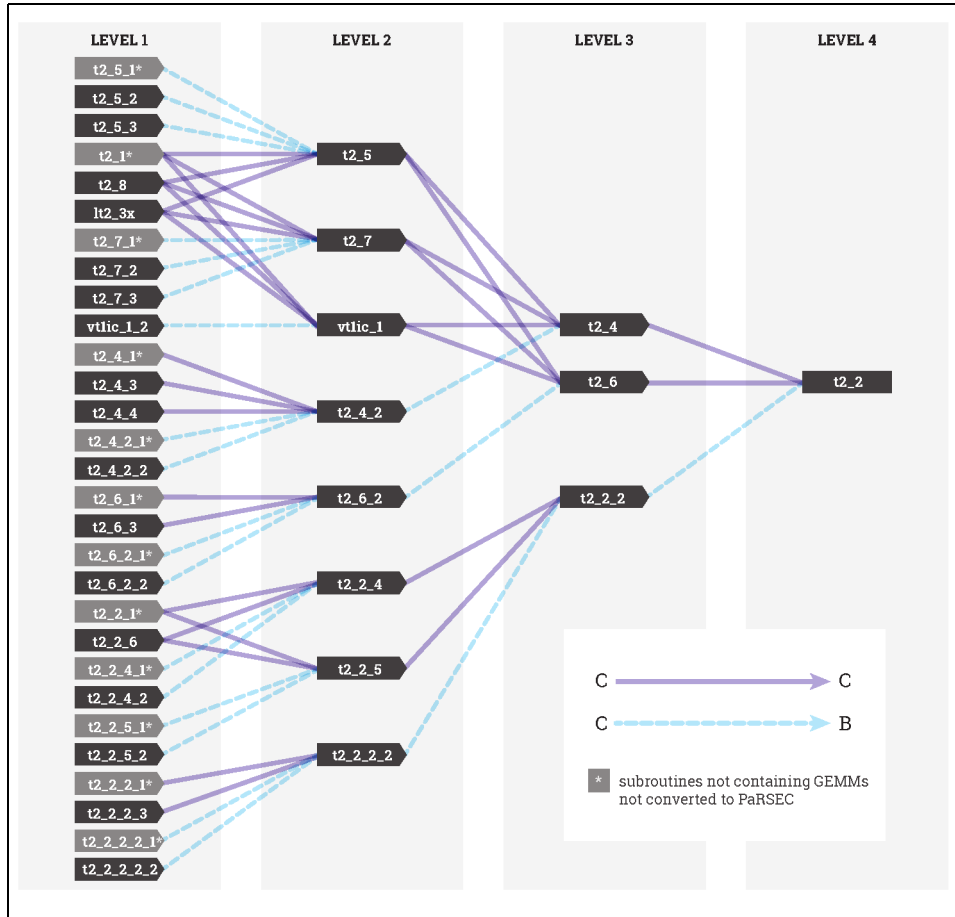 LEVEL 1
LEVEL 2
LEVEL 3
LEVEL 4
t2_5_1*
t2_5_2
t2_5_3
t2_1*
t2_8
lt2_3x
t2_7_1*
t2_7_2
t2_7_3
vt1ic_1_2
t2_4_1*
t2_4_3
t2_4_4
t2_4_2_1*
t2_4_2_2
t2_6_1*
t2_6_3
t2_6_2_1*
t2_6_2_2
t2_2_1*
t2_2_6
t2_2_4_1*
t2_2_4_2
t2_2_5_1*
t2_2_5_2
t2_2_2_1*
t2_2_2_3
t2_2_2_2_1*
t2_2_2_2_2
t2_5
t2_7
vt1ic_1
t2_4_2
t2_6_2
t2_2_4
t2_2_5
t2_2_2_2
t2_4
t2_6
t2_2_2
t2_2
C C
C B
* subroutines not containing GEMMs
not converted to PaRSEC